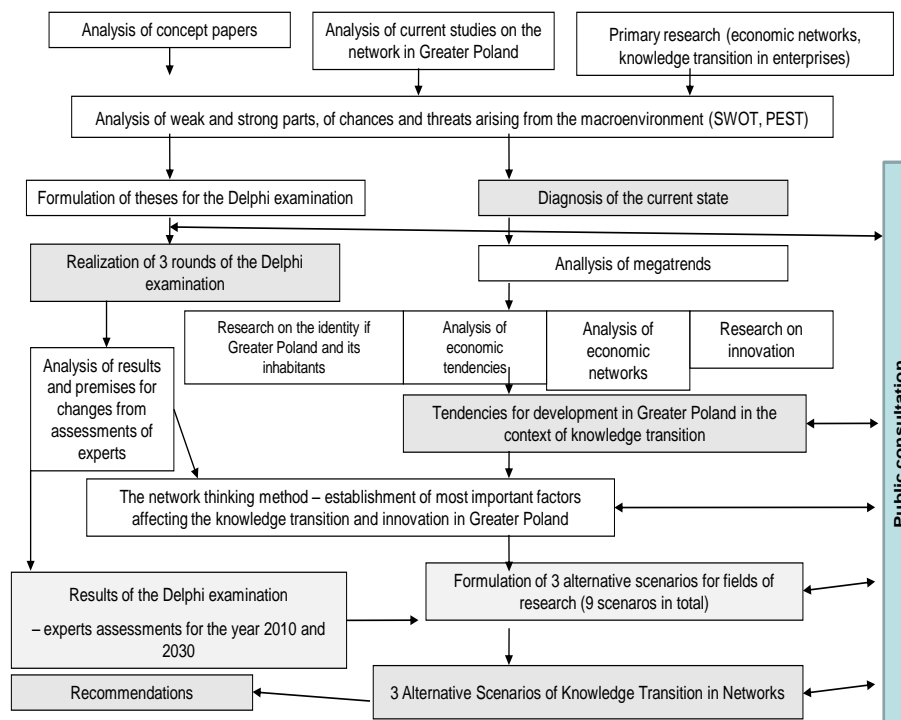 Analysis of concept papers
Analysis of current studies on the
network in Greater Poland
Primary research (economic networks,
knowledge transition in enterprises)
Analysis of weak and strong parts, of chances and threats arising from the macroenvironment (SWOT, PEST)
Formulation of theses for the Delphi examination
Diagnosis of the current state
Realization of 3 rounds of the Delphi
examination
Anallysis of megatrends
Research on the identity if
Greater Poland and its
inhabitants
Analysis of
economic
tendencies
Analysis of
economic
networks
Research on
innovation
Analysis of results
and premises for
changes from
assessments of
experts
Tendencies for development in Greater Poland in the
context of knowledge transition
The network thinking method – establishment of most important factors
affecting the knowledge transition and innovation in Greater Poland
Results of the Delphi examination
– experts assessments for the year 2010 and
2030
Formulation of 3 alternative scenarios for fields of
research (9 scenaros in total)
Recommendations
3 Alternative Scenarios of Knowledge Transition in Networks
Public consultation